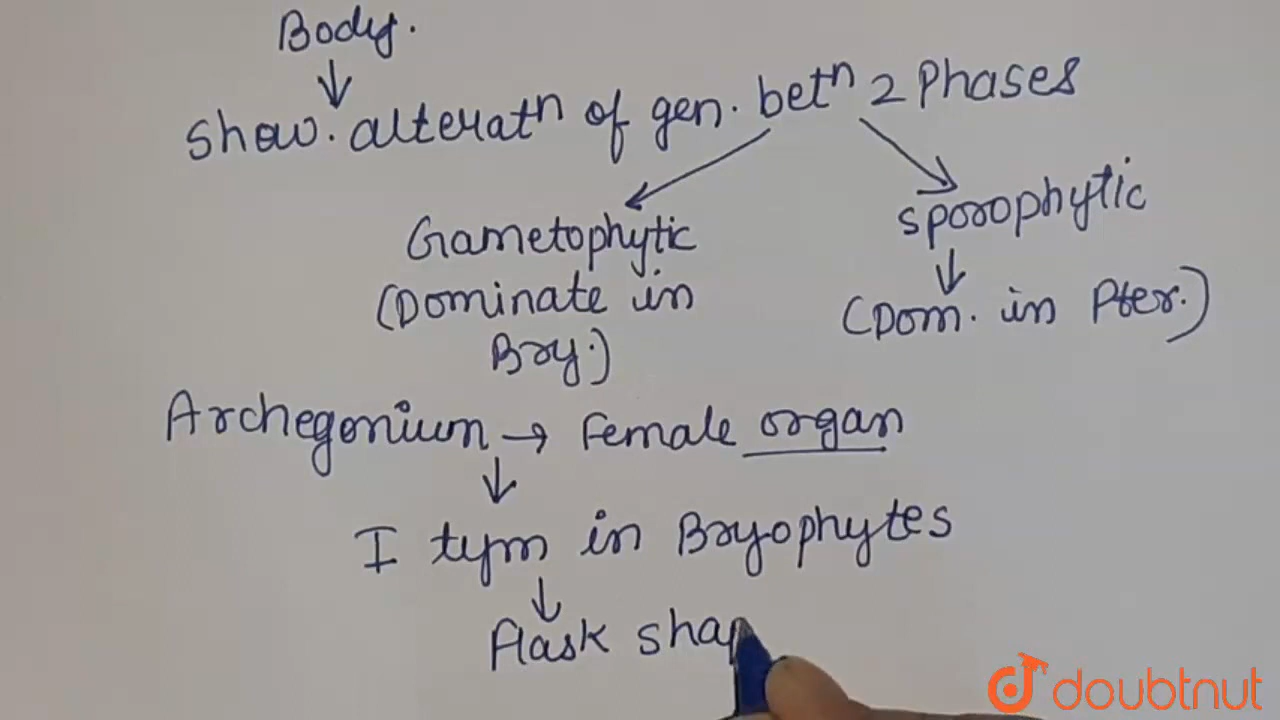 Body.
Show. alteratn of gen. betn 2 Phases
Gametophytic
sporophytic
(Dominate in
Bry.)
(Dom. in Pter.)
Archegonium → Female organ
I tym in Bryophytes
Flask shap
doubtnut